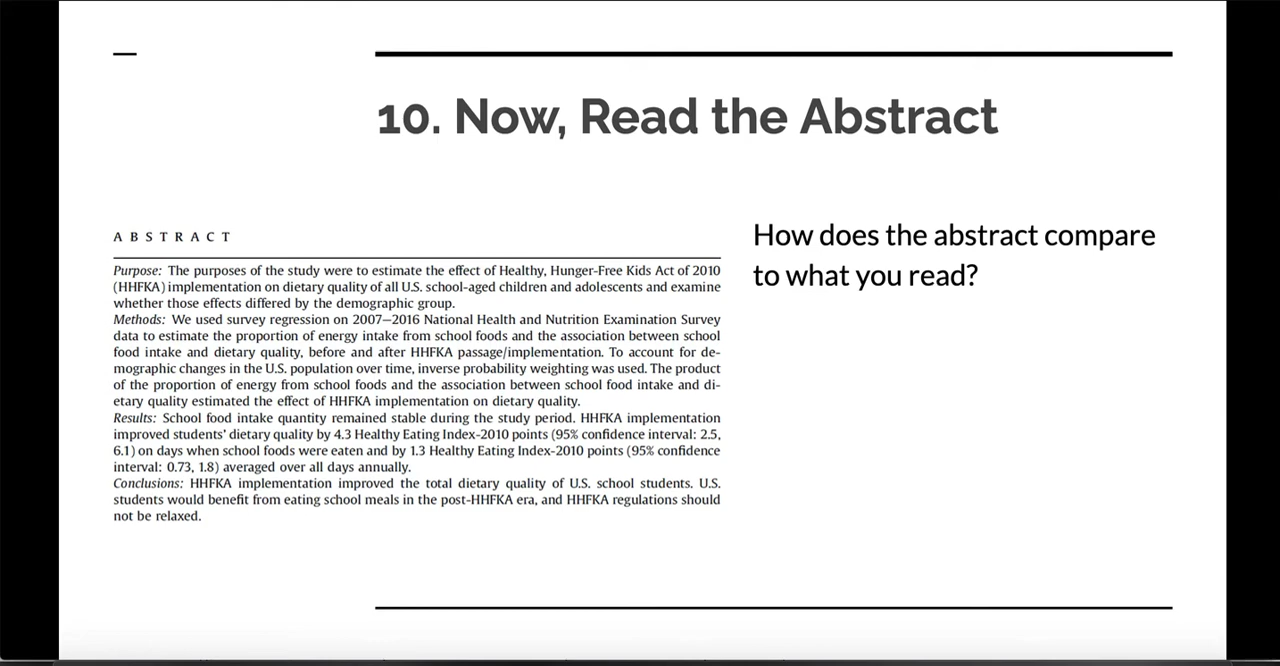 10. Now, Read the Abstract
A B S T R A C T
Purpose: The purposes of the study were to estimate the effect of Healthy, Hunger-Free Kids Act of 2010
(HHFKA) implementation on dietary quality of all U.S. school-aged children and adolescents and examine
whether those effects differed by the demographic group.
Methods: We used survey regression on 2007–2016 National Health and Nutrition Examination Survey
data to estimate the proportion of energy intake from school foods and the association between school
food intake and dietary quality, before and after HHFKA passage/implementation. To account for de-
mographic changes in the U.S. population over time, inverse probability weighting was used. The product
of the proportion of energy from school foods and the association between school food intake and di-
etary quality estimated the effect of HHFKA implementation on dietary quality.
Results: School food intake quantity remained stable during the study period. HHFKA implementation
improved students' dietary quality by 4.3 Healthy Eating Index-2010 points (95% confidence interval: 2.5,
6.1) on days when school foods were eaten and by 1.3 Healthy Eating Index-2010 points (95% confidence
interval: 0.73, 1.8) averaged over all days annually.
Conclusions: HHFKA implementation improved the total dietary quality of U.S. school students. U.S.
students would benefit from eating school meals in the post-HHFKA era, and HHFKA regulations should
not be relaxed.
How does the abstract compare
to what you read?